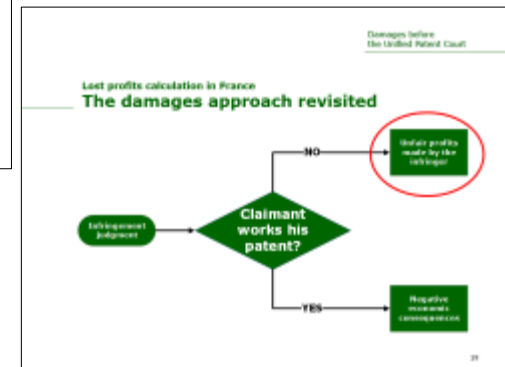 Damages before
the Unified Patent Court
Lost profits calculation in France
The damages approach revisited
NO
Unfair profits
made by the
infringer
Infringement
judgment
Claimant
works his
patent?
YES
Negative
economic
consequences